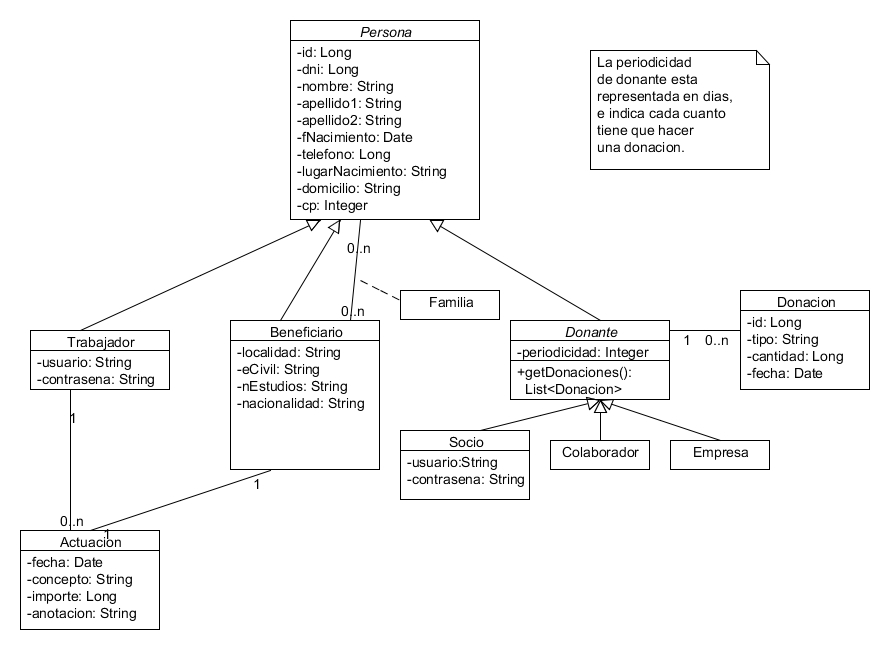 Persona
-id: Long
-dni: Long
-nombre: String
-apellido1: String
-apellido2: String
-fNacimiento: Date
-telefono: Long
-lugarNacimiento: String
-domicilio: String
-cp: Integer
La periodicidad
de donante esta
representada en dias,
e indica cada cuanto
tiene que hacer
una donacion.
0..n
0..n
Familia
Trabajador
-usuario: String
-contrasena: String
Beneficiario
-localidad: String
-eCivil: String
-nEstudios: String
-nacionalidad: String
Donante
-periodicidad: Integer
+getDonaciones():
List<Donacion>
1
0..n
Donacion
-id: Long
-tipo: String
-cantidad: Long
-fecha: Date
Socio
-usuario:String
-contrasena: String
Colaborador
Empresa
1
1
0..n
1
Actuacion
-fecha: Date
-concepto: String
-importe: Long
-anotacion: String